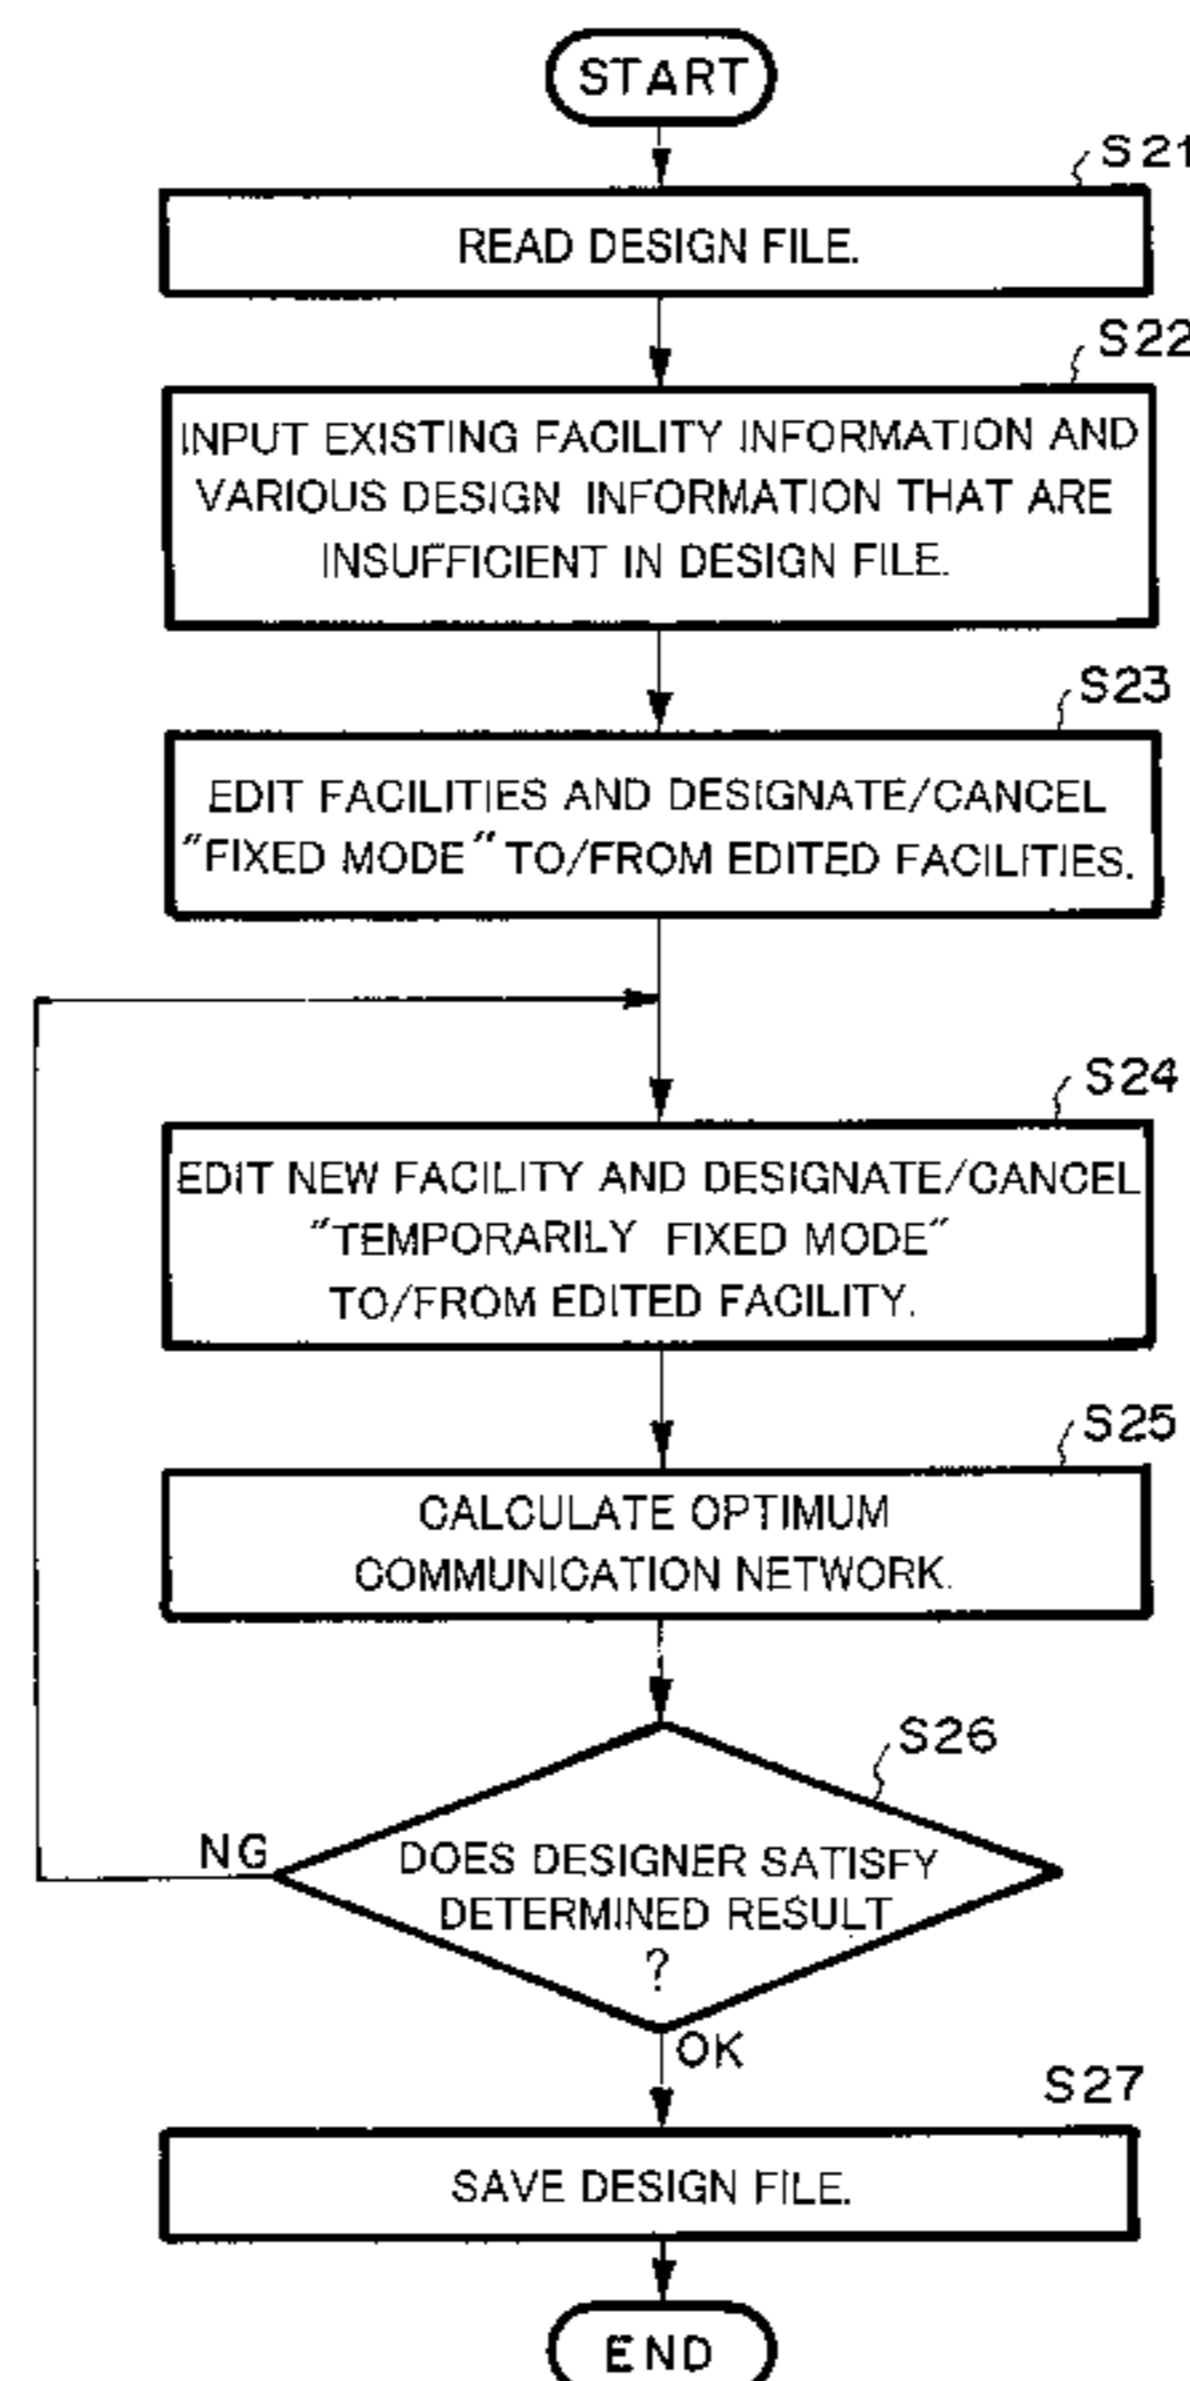 START
S21
READ DESIGN FILE.
S22
INPUT EXISTING FACILITY INFORMATION AND
VARIOUS DESIGN INFORMATION THAT ARE
INSUFFICIENT IN DESIGN FILE.
S23
EDIT FACILITIES AND DESIGNATE/CANCEL
"FIXED MODE" TO/FROM EDITED FACILITIES.
S24
EDIT NEW FACILITY AND DESIGNATE/CANCEL
"TEMPORARILY FIXED MODE"
TO/FROM EDITED FACILITY.
S25
CALCULATE OPTIMUM
COMMUNICATION NETWORK.
S26
NG
DOES DESIGNER SATISFY
DETERMINED RESULT
?
OK
S27
SAVE DESIGN FILE.
END